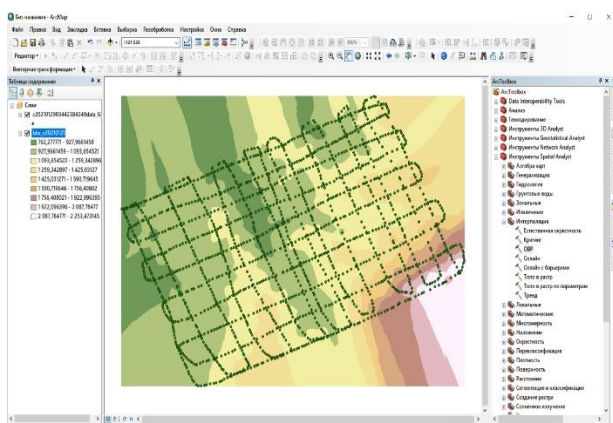 Без названия - ArcMap
Файл Правка Вид Закладки Вставка Выборка Геообработка Настройка Окна Справка
Редактор
Векторная трансформация
Таблица содержания
Слои
762,277771 - 927,9661458
927,9661459 - 1 093,654521
1 093,654522 - 1 259,342896
1 259,342897 - 1 425,03127
1 425,031271 - 1 590,719645
1 590,719646 - 1 756,40802
1 756,408021 - 1 922,096395
1 922,096396 - 2 087,78477
2 087,784771 - 2 253,473145
ArcToolbox
ArcToolbox
Data Interoperability Tools
Анализ
Геокодирование
Инструменты 3D Analyst
Инструменты Geostatistical Analyst
Инструменты Network Analyst
Инструменты Spatial Analyst
Алгебра карт
Генерализация
Гидрология
Грунтовые воды
Зональные
Извлечение
Интерполяция
Естественная окрестность
Кригинг
ОВР
Сплайн
Сплайн с барьерами
Топо в растр
Топо в растр по параметрам
Тренд
Локальные
Математические
Многомерность
Наложение
Окрестность
Переклассификация
Плотность
Поверхность
Расстояние
Сегментация и классификация
Создание растра
Солнечное излучение